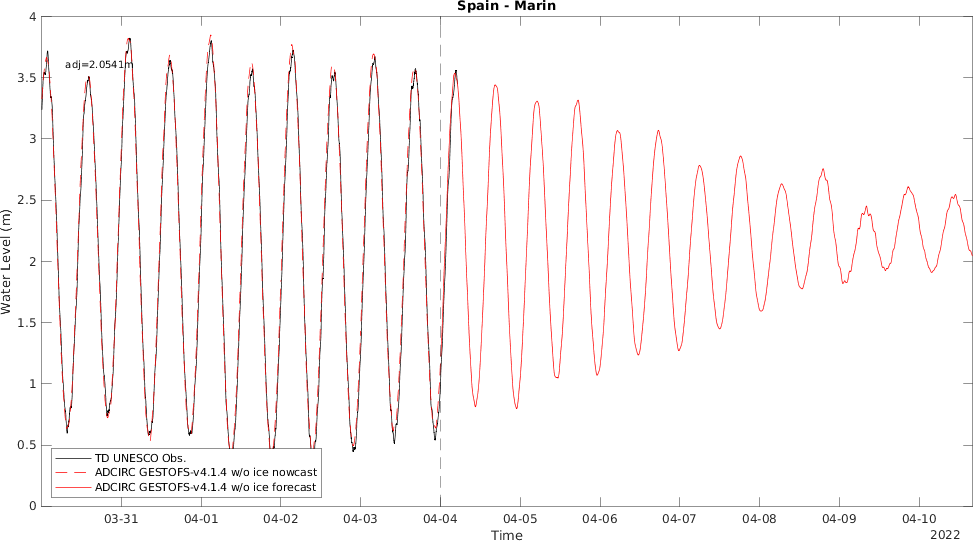 Spain - Marin
4
adj=2.0541m
3.5
3
2.5
2
1.5
1
0.5
0
Water Level (m)
TD UNESCO Obs.
ADCIRC GESTOFS-v4.1.4 w/o ice nowcast
ADCIRC GESTOFS-v4.1.4 w/o ice forecast
03-31 04-01 04-02 04-03 04-04 04-05 04-06 04-07 04-08 04-09 04-10
Time
2022